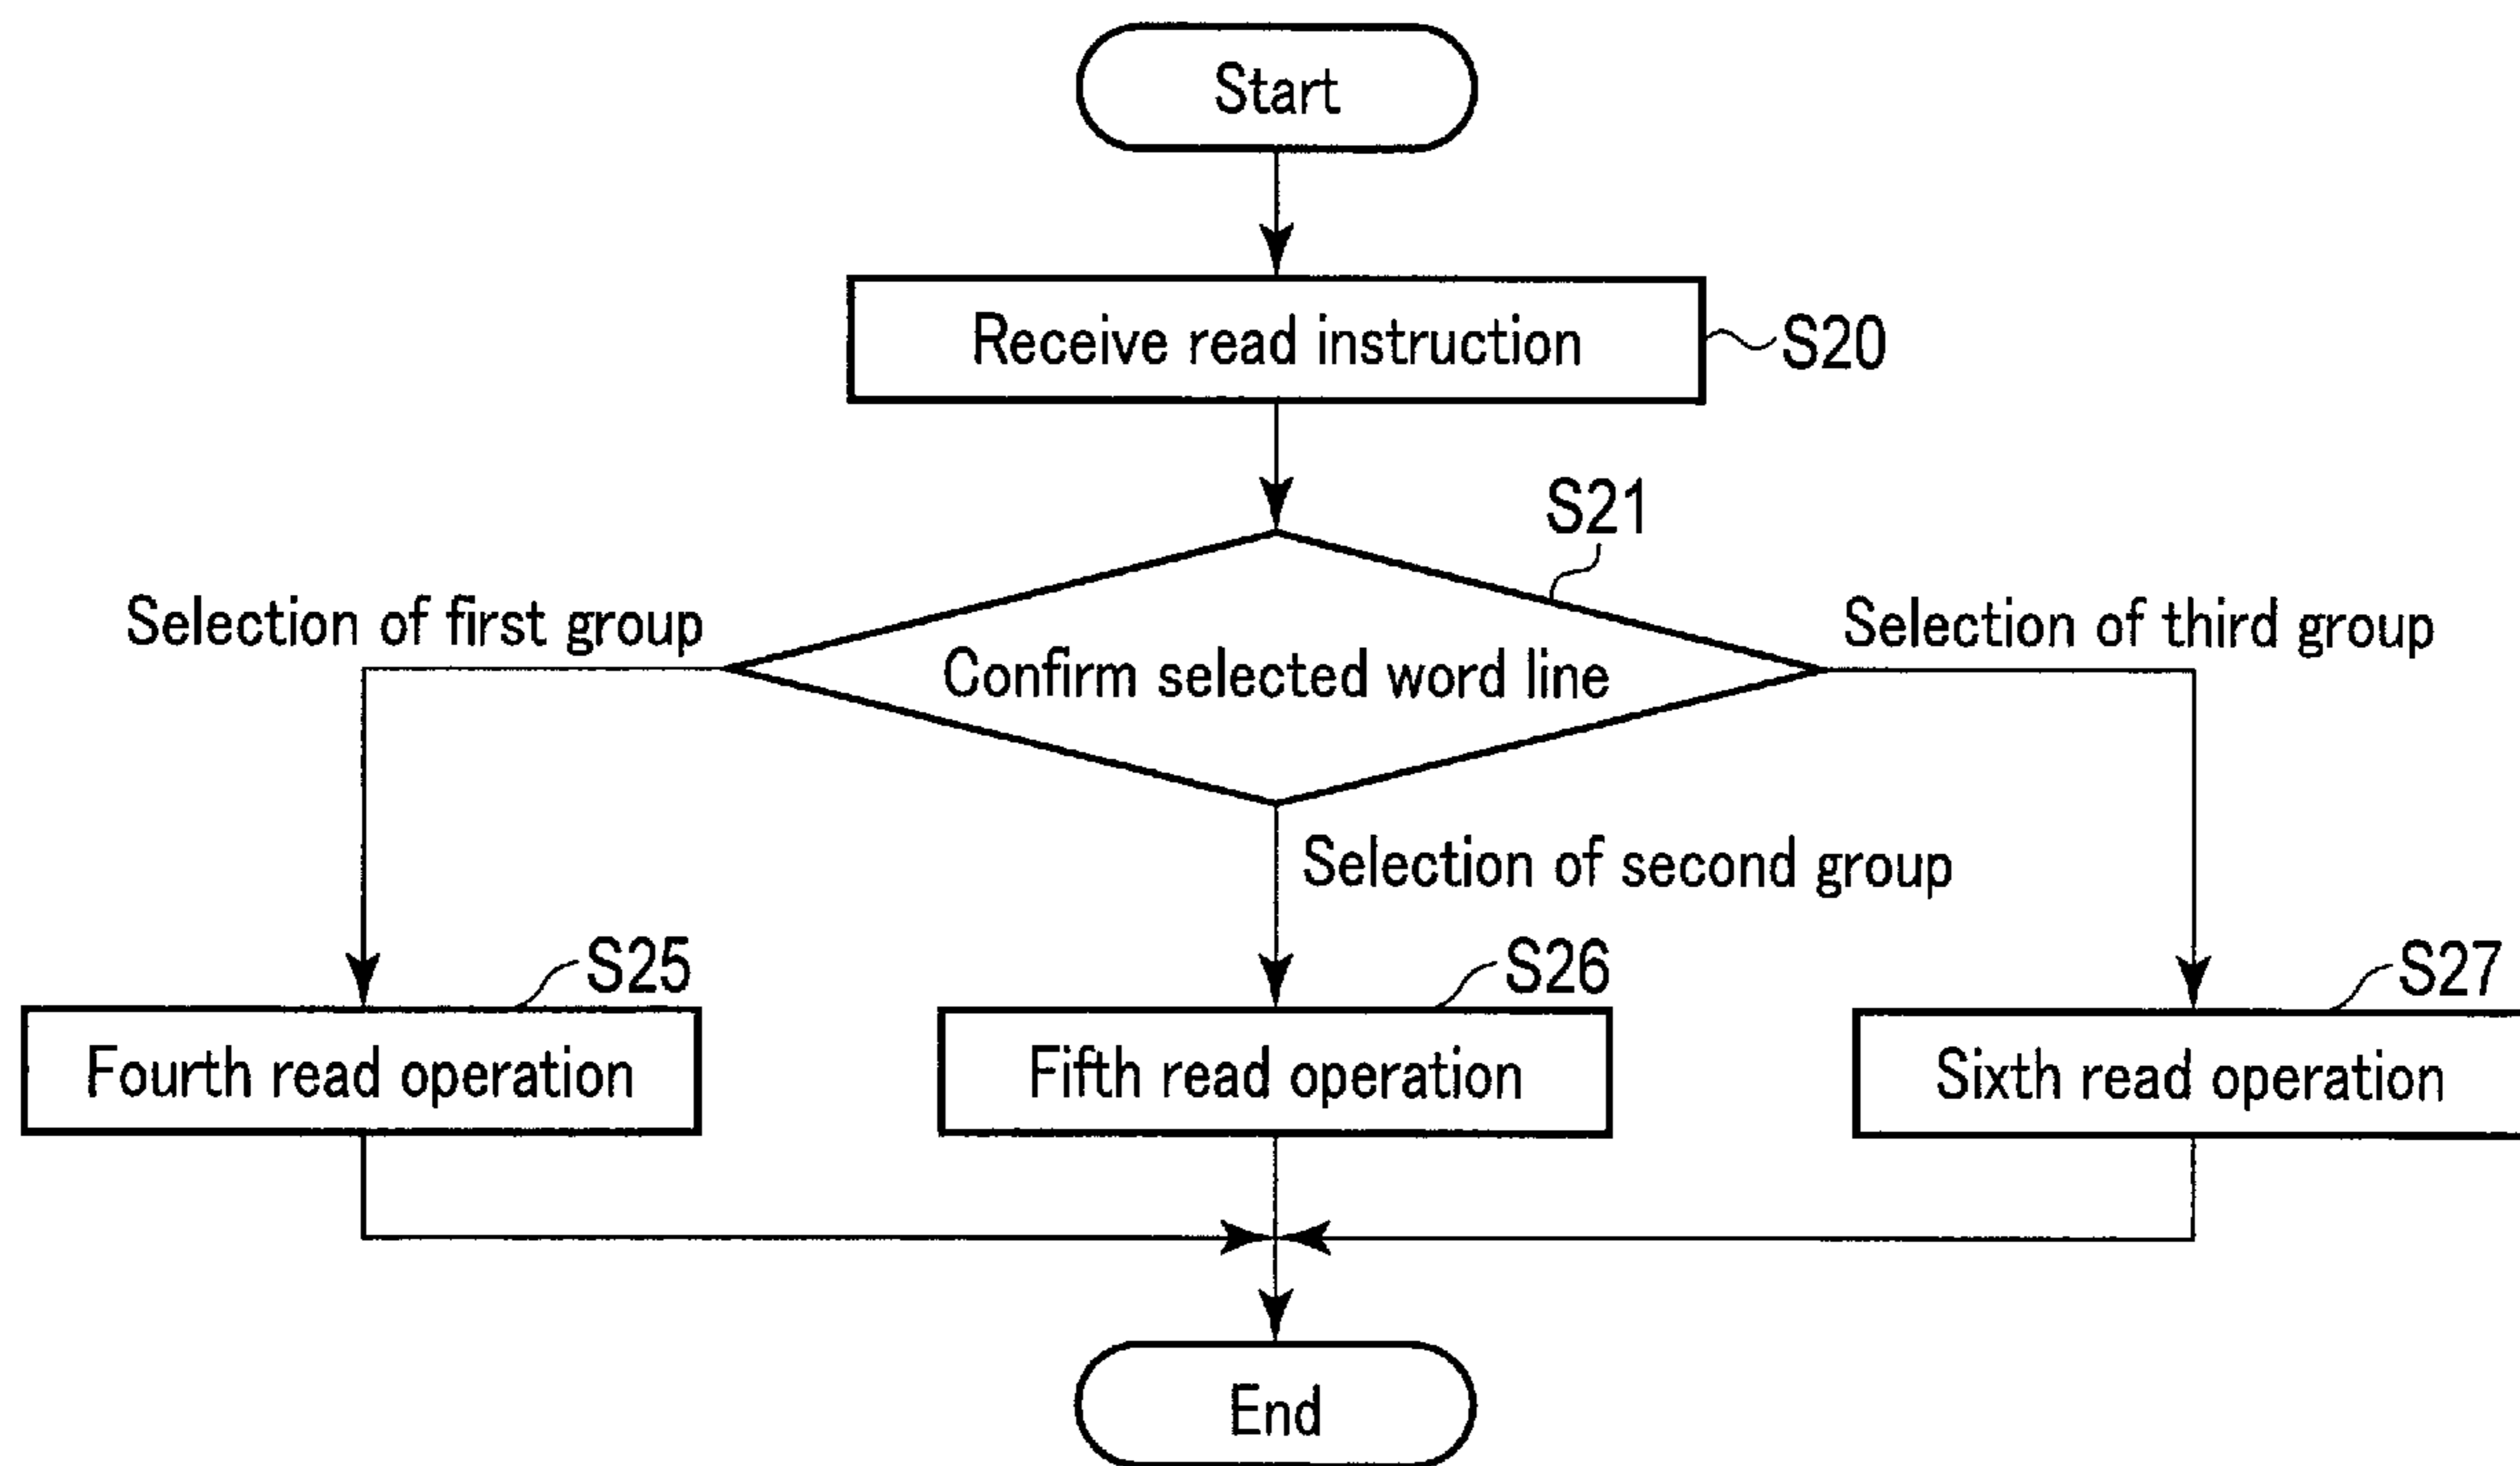 Start
Receive read instruction
S20
S21
Selection of first group
Confirm selected word line
Selection of third group
Selection of second group
S25
S26
S27
Fourth read operation
Fifth read operation
Sixth read operation
End